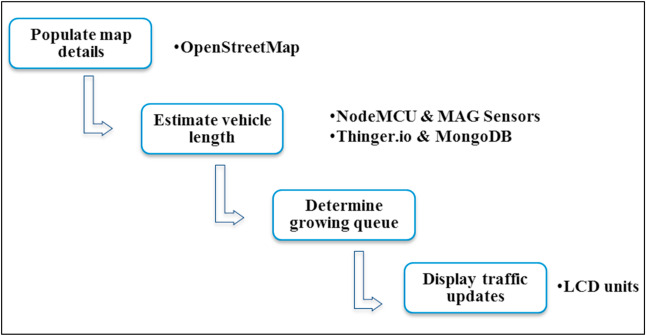 Populate map
details
•OpenStreetMap
Estimate vehicle
length
•NodeMCU & MAG Sensors
•Thinger.io & MongoDB
Determine
growing queue
Display traffic
updates
•LCD units